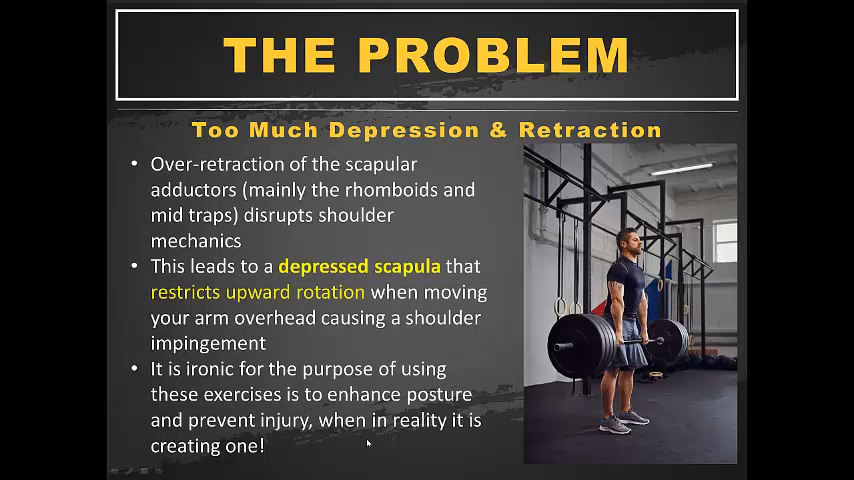 THE PROBLEM
Too Much Depression & Retraction
• Over-retraction of the scapular
adductors (mainly the rhomboids and
mid traps) disrupts shoulder
mechanics
• This leads to a depressed scapula that
restricts upward rotation when moving
your arm overhead causing a shoulder
impingement
• It is ironic for the purpose of using
these exercises is to enhance posture
and prevent injury, when in reality it is
creating one!